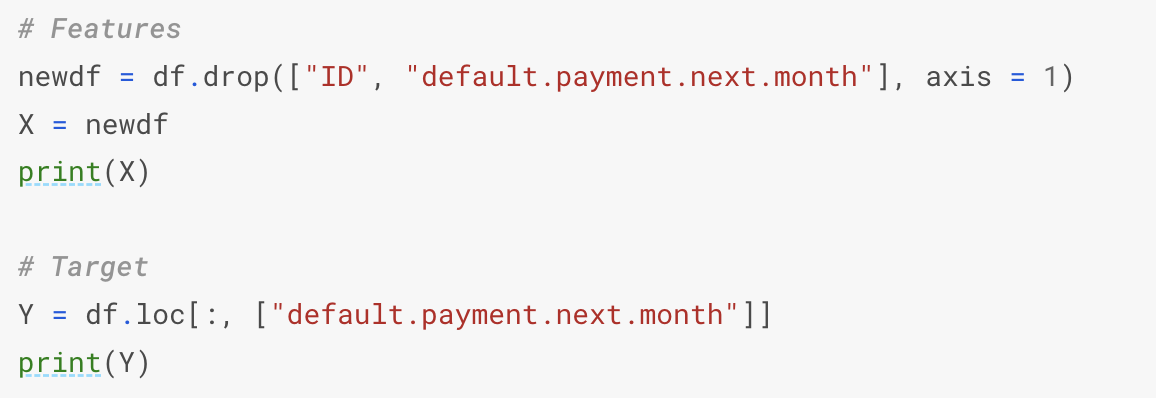 # Features
newdf = df.drop(["ID", "default.payment.next.month"], axis = 1)
X = newdf
print(X)
# Target
Y = df.loc[:, ["default.payment.next.month"]]
print(Y)